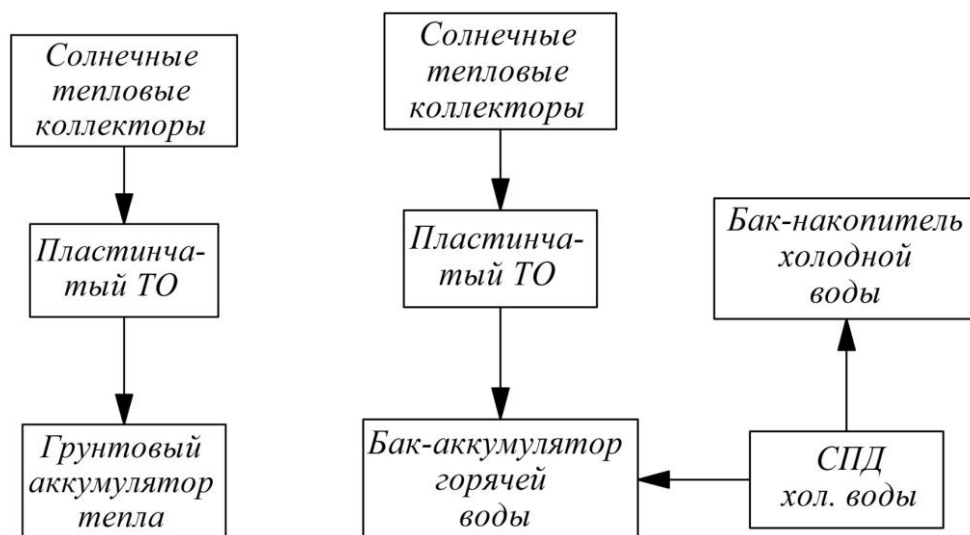 Солнечные
тепловые
коллекторы
Пластинча-
тый ТО
Грунтовый
аккумулятор
тепла
Солнечные
тепловые
коллекторы
Пластинча-
тый ТО
Бак-аккумулятор
горячей
воды
Бак-накопитель
холодной
воды
СПД
хол. воды